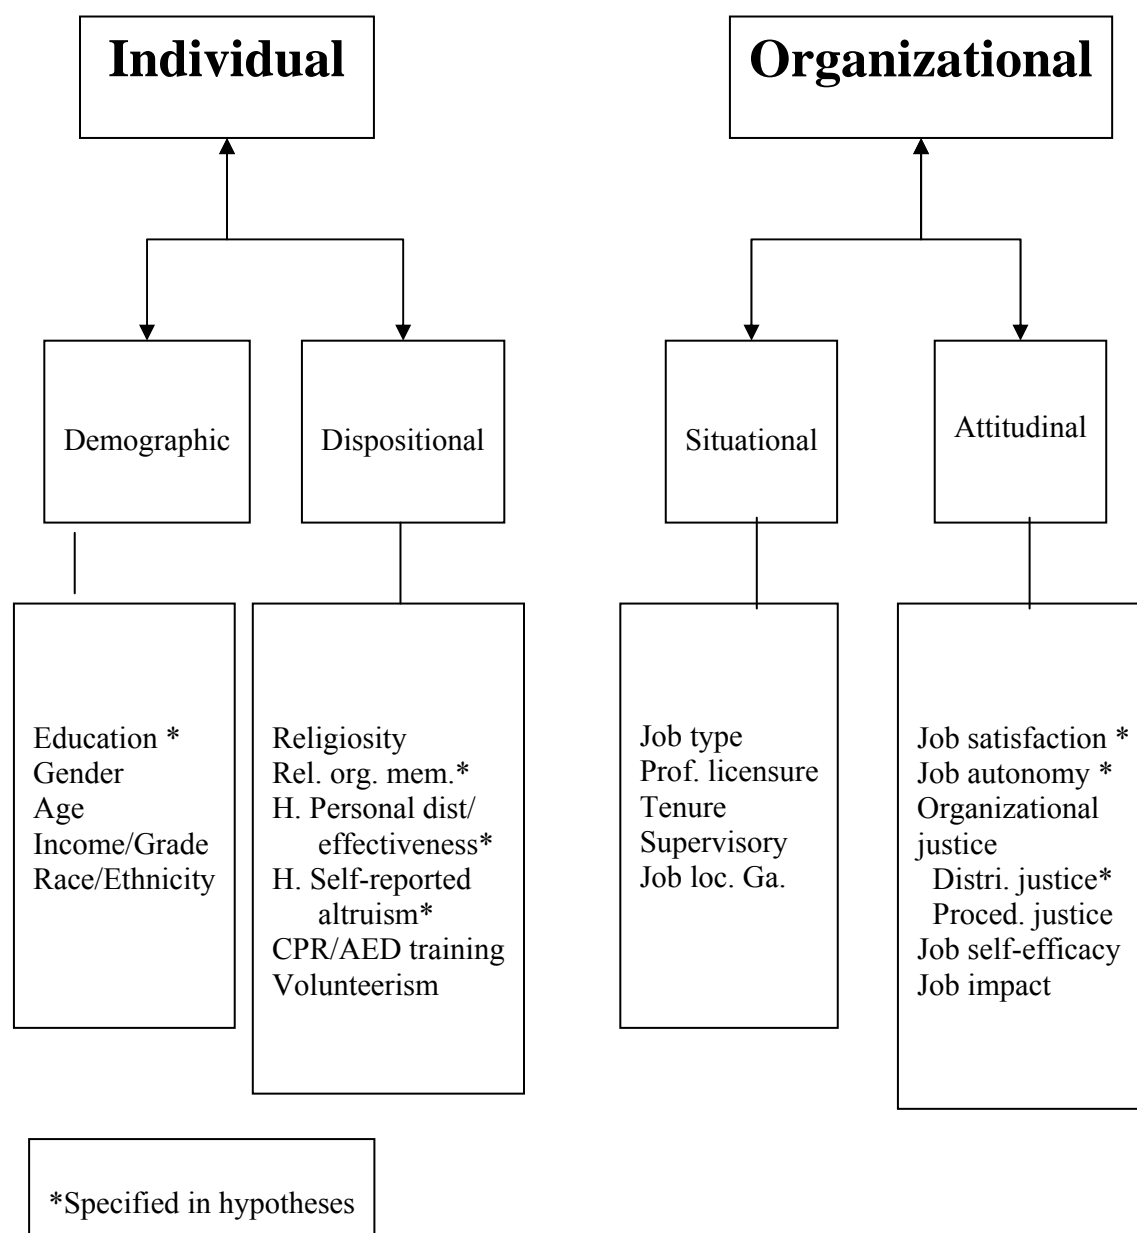 Individual
Organizational
Demographic
Dispositional
Situational
Attitudinal
Education *
Gender
Age
Income/Grade
Race/Ethnicity
Religiosity
Rel. org. mem.*
H. Personal dist/
effectiveness*
H. Self-reported
altruism*
CPR/AED training
Volunteerism
Job type
Prof. licensure
Tenure
Supervisory
Job loc. Ga.
Job satisfaction *
Job autonomy *
Organizational
justice
Distri. justice*
Proced. justice
Job self-efficacy
Job impact
*Specified in hypotheses